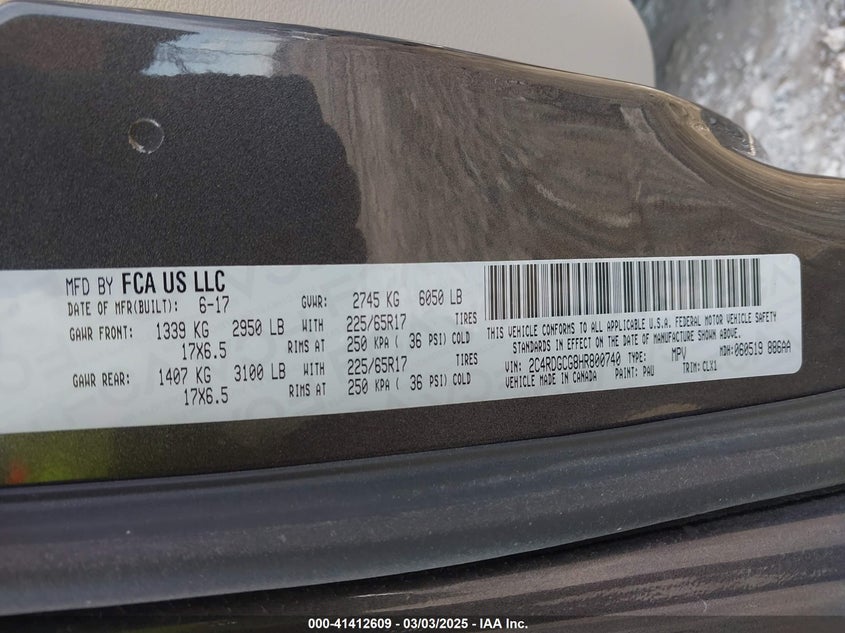 MFD BY FCA US LLC
DATE OF MFR(BUILT): 6-17 GVWR: 2745 KG 6050 LB
GAWR FRONT: 1339 KG 2950 LB WITH 225/65R17 TIRES
17X6.5 RIMS AT 250 KPA ( 36 PSI) COLD
GAWR REAR: 1407 KG 3100 LB WITH 225/65R17 TIRES
17X6.5 RIMS AT 250 KPA ( 36 PSI) COLD
THIS VEHICLE CONFORMS TO ALL APPLICABLE U.S.A. FEDERAL MOTOR VEHICLE SAFETY
STANDARDS IN EFFECT ON THE DATE OF MANUFACTURE SHOWN ABOVE.
VIN: 2C4RDGCG8HR800740 TYPE: MPV MDH: 060519 886AA
VEHICLE MADE IN CANADA PAINT: PAU TRIM: CLK1
000-41412609 - 03/03/2025 - IAA Inc.